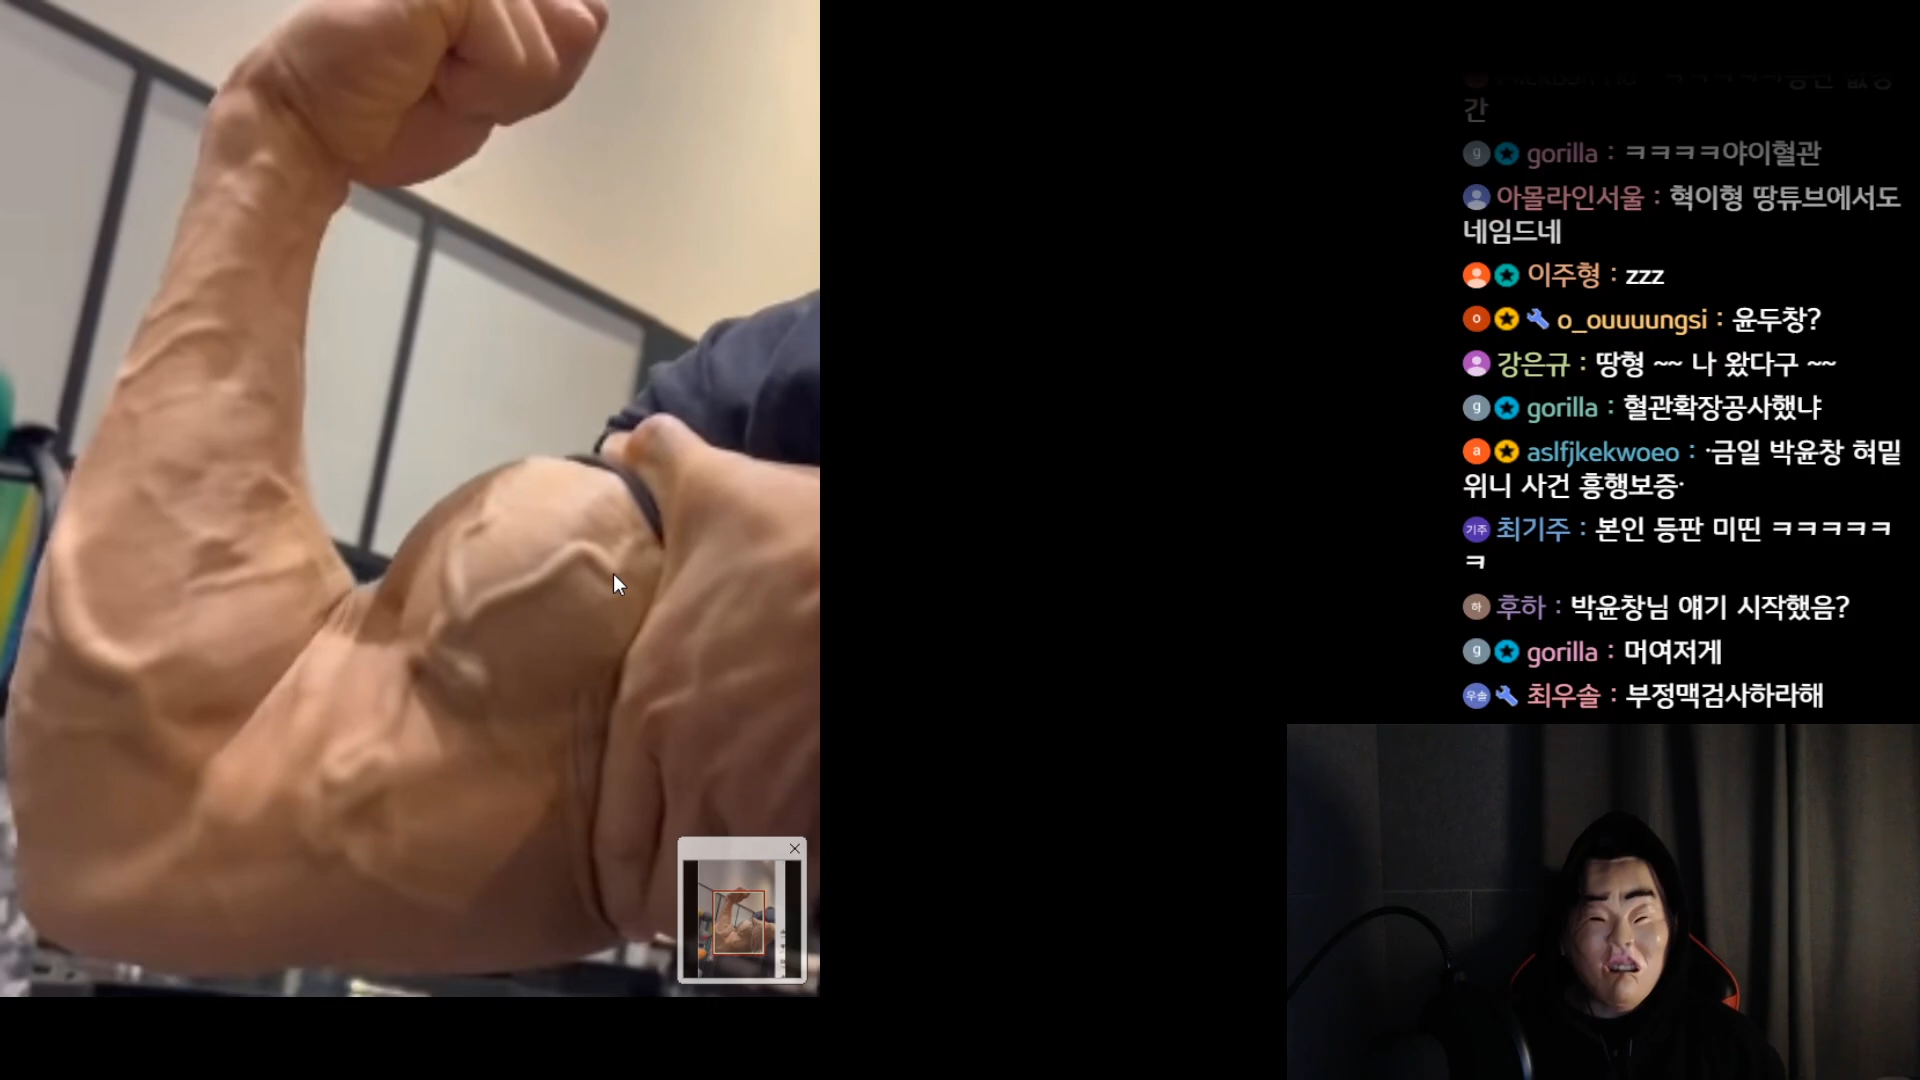 간
g gorilla : ㅋㅋㅋㅋ야이혈관
아몰라인서울 : 혁이형 땅튜브에서도
네임드네
이주형 : zzz
o o_ouuuungsi : 윤두창?
강은규 : 땅형 ~~ 나 왔다구 ~~
g gorilla : 혈관확장공사했냐
a aslfjkekwoeo : ·금일 박윤창 혀밑
위니 사건 흥행보증·
기주 최기주 : 본인 등판 미띤 ㅋㅋㅋㅋㅋ
ㅋ
하 후하 : 박윤창님 얘기 시작했음?
g gorilla : 머여저게
우솔 최우솔 : 부정맥검사하라해